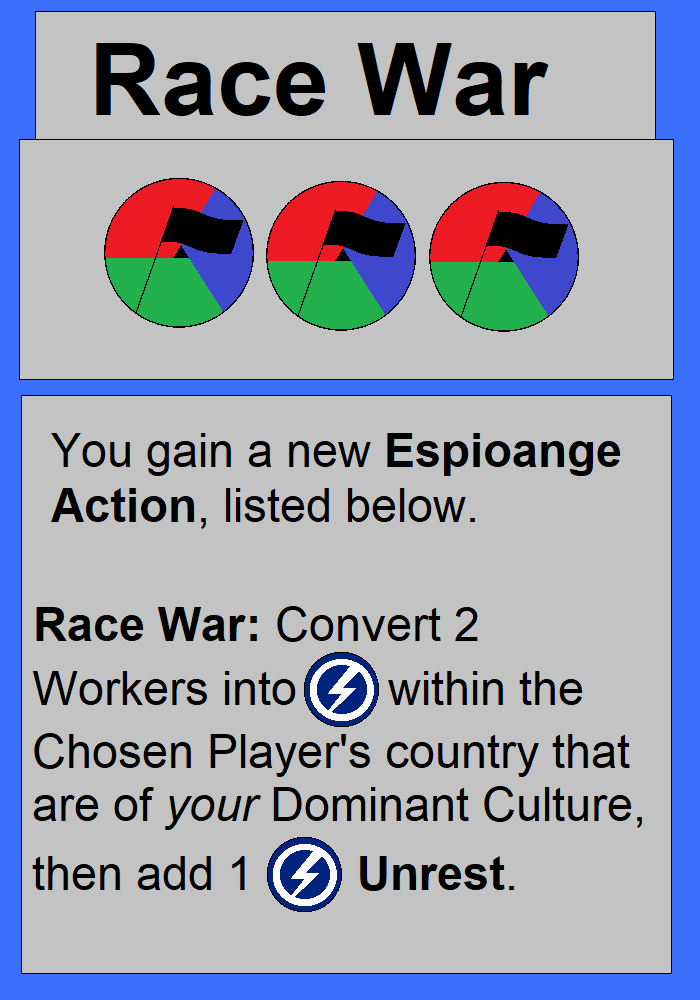 Race War
You gain a new Espioange
Action, listed below.
Race War: Convert 2
Workers into within the
Chosen Player's country that
are of your Dominant Culture,
then add 1 Unrest.